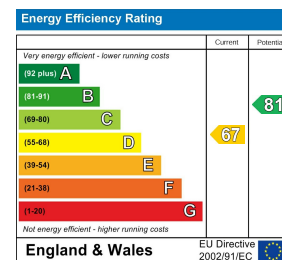 Energy Efficiency Rating
Current Potentia
Very energy efficient - lower running costs
(92 plus) A
(81-91) B
81
(69-80) C
(55-68) D
67
(39-54) E
(21-38) F
(1-20) G
Not energy efficient - higher running costs
England & Wales
EU Directive
2002/91/EC